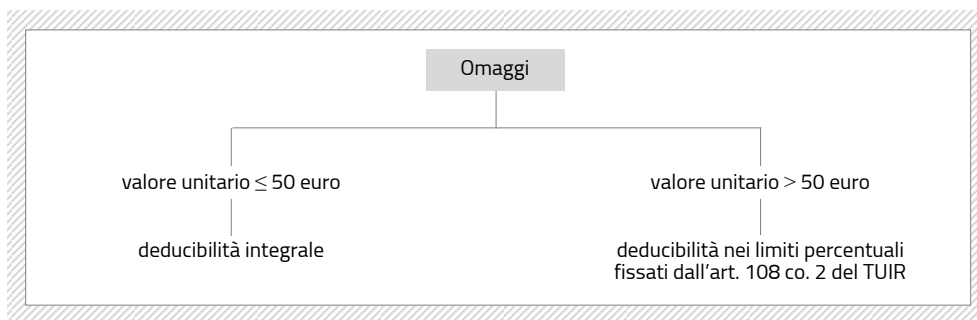 Omaggi
valore unitario ≤ 50 euro
valore unitario > 50 euro
deducibilità integrale
deducibilità nei limiti percentuali
fissati dall'art. 108 co. 2 del TUIR